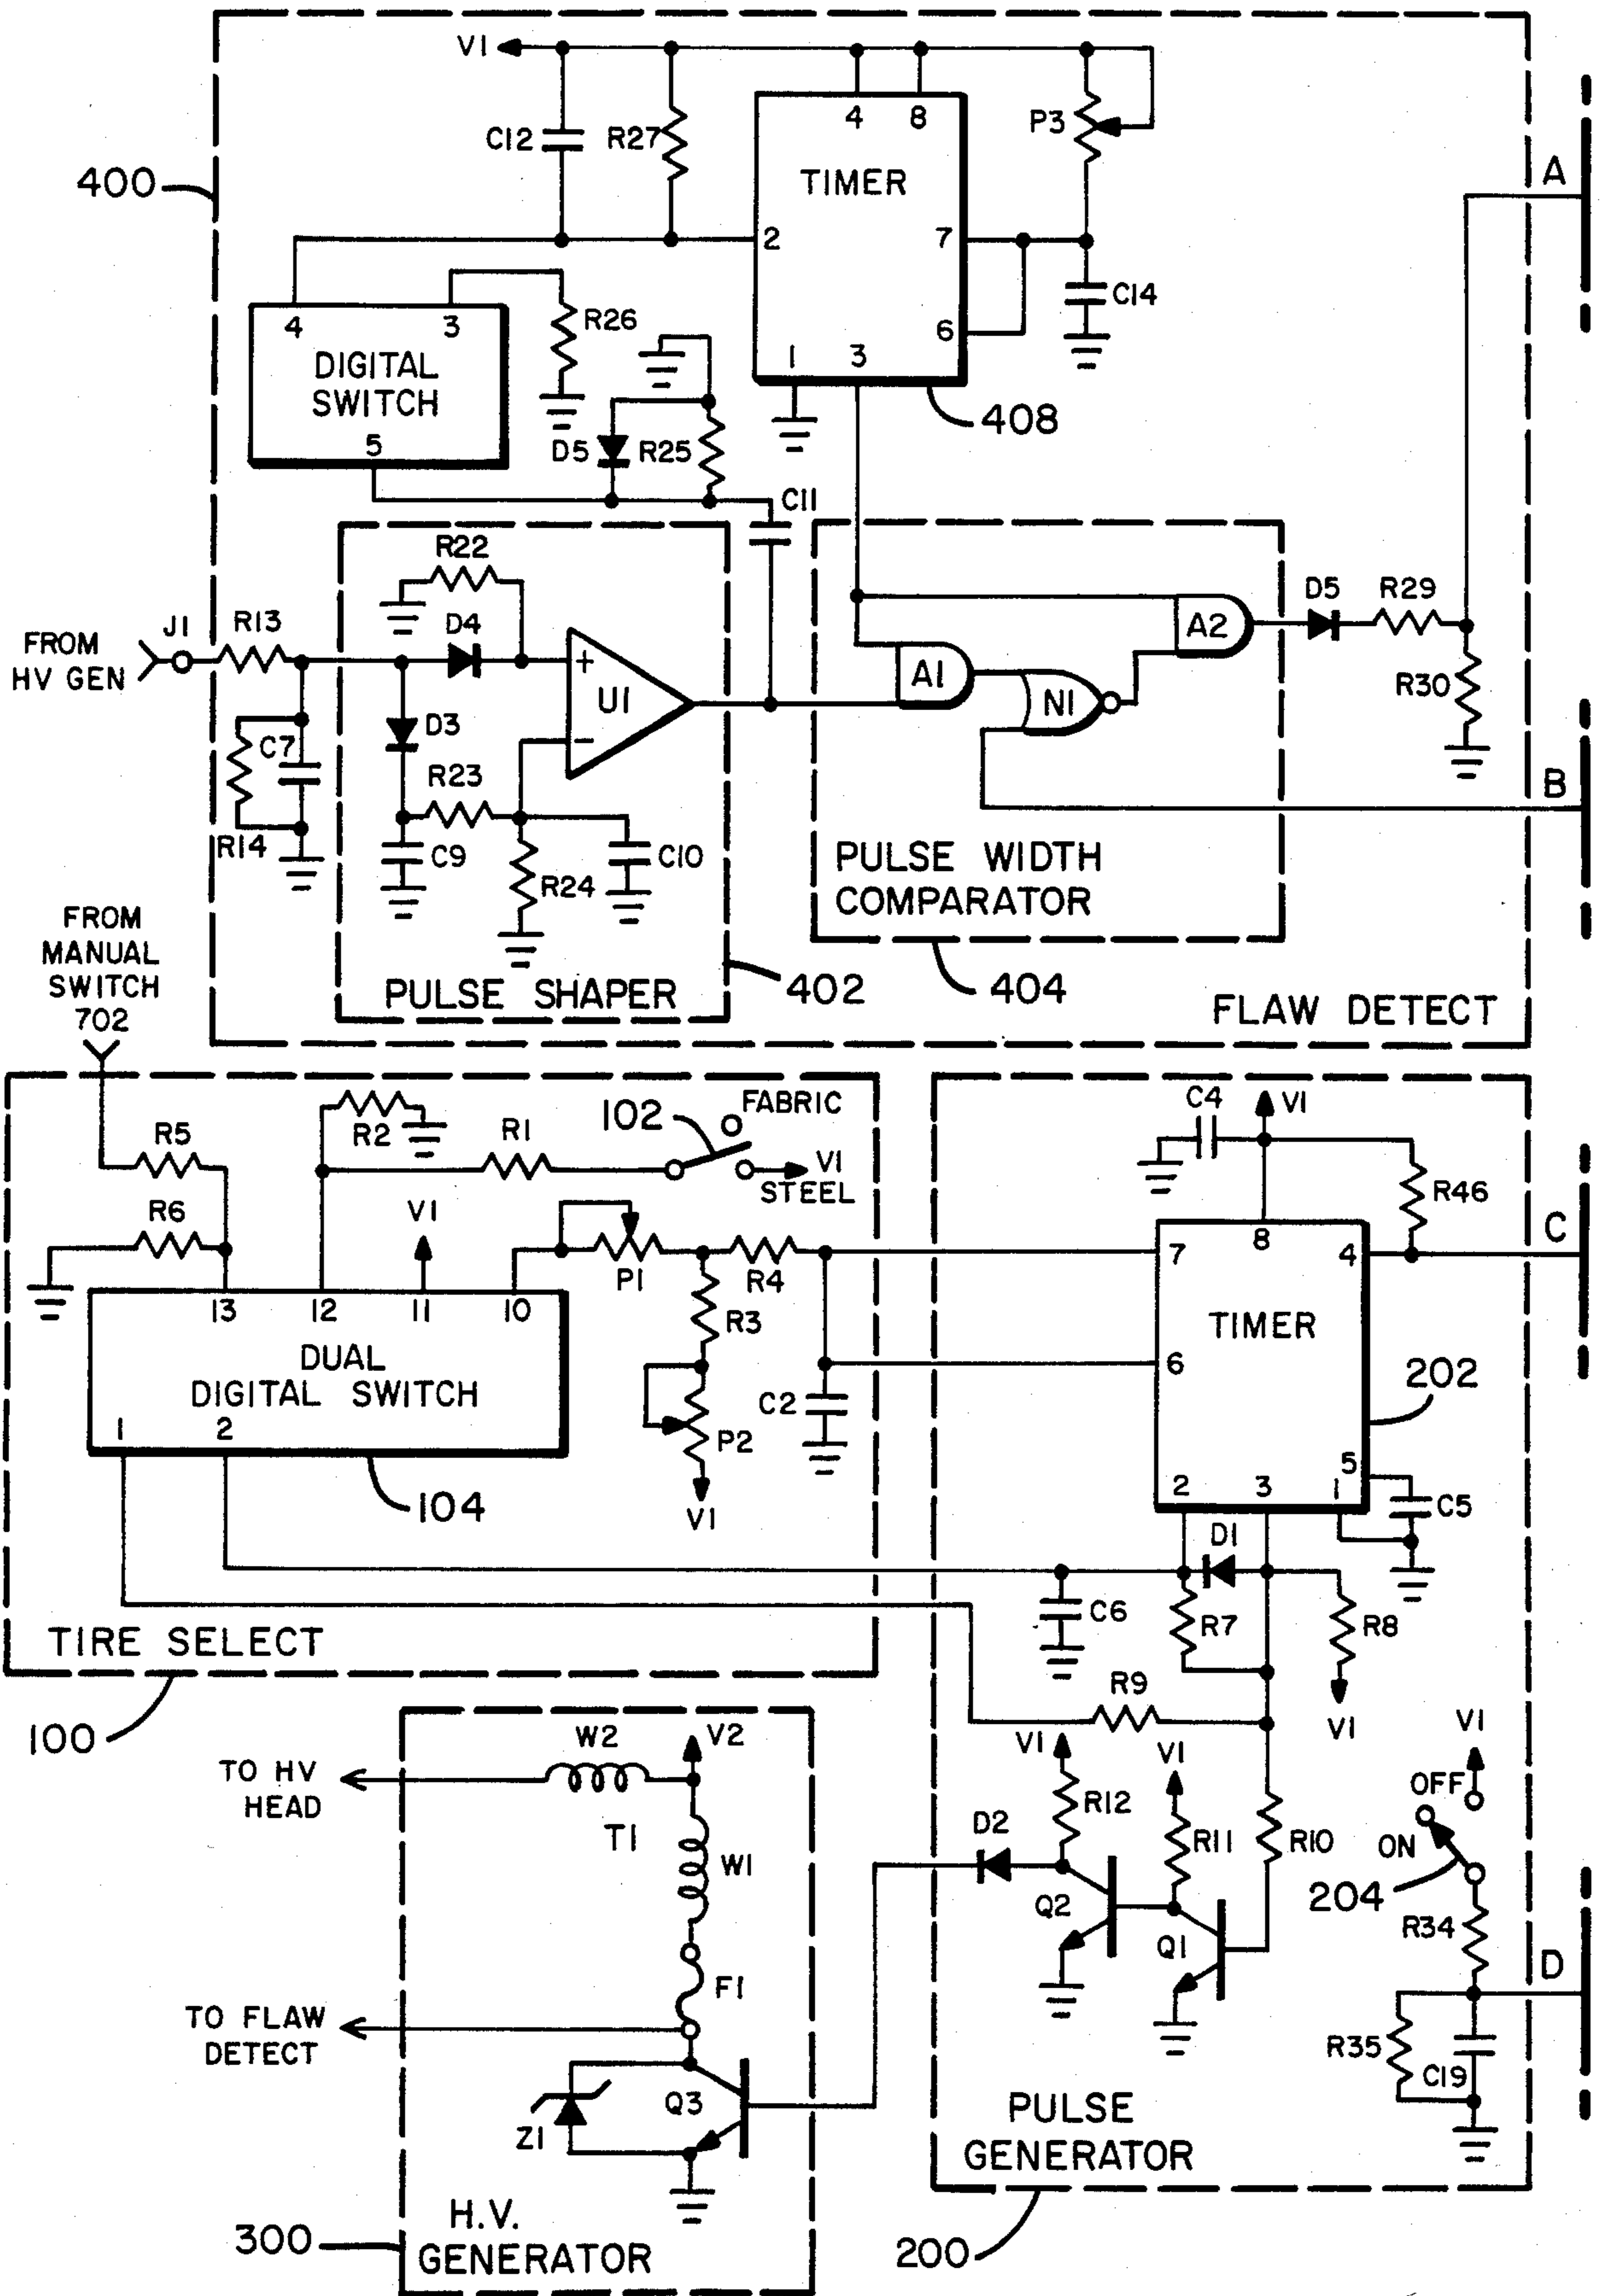 V1
C12
R27
4
8
P3
TIMER
400
A
2
7
C14
6
4
3
R26
DIGITAL
SWITCH
1
3
408
5
D5
R25
C11
R22
D4
J1
R13
FROM
HV GEN
+
U1
−
A1
N1
A2
D5
R29
R30
D3
C7
R23
R14
C9
R24
C10
B
PULSE WIDTH
COMPARATOR
FROM
MANUAL
SWITCH
702
PULSE SHAPER
402
404
FLAW DETECT
R5
R2
R1
102
FABRIC
V1
STEEL
R6
V1
P1
R4
R3
13
12
11
10
DUAL
DIGITAL SWITCH
1
2
104
P2
V1
C2
C4
V1
R46
7
8
4
C
TIMER
6
202
2
3
1
5
C5
D1
C6
R7
R8
V1
TIRE SELECT
100
R9
V1
V1
R12
R11
R10
V1
OFF
ON
204
W2
V2
TO HV
HEAD
T1
W1
D2
Q2
Q1
R34
D
F1
TO FLAW
DETECT
R35
C19
Z1
Q3
PULSE
GENERATOR
H.V.
GENERATOR
300
200